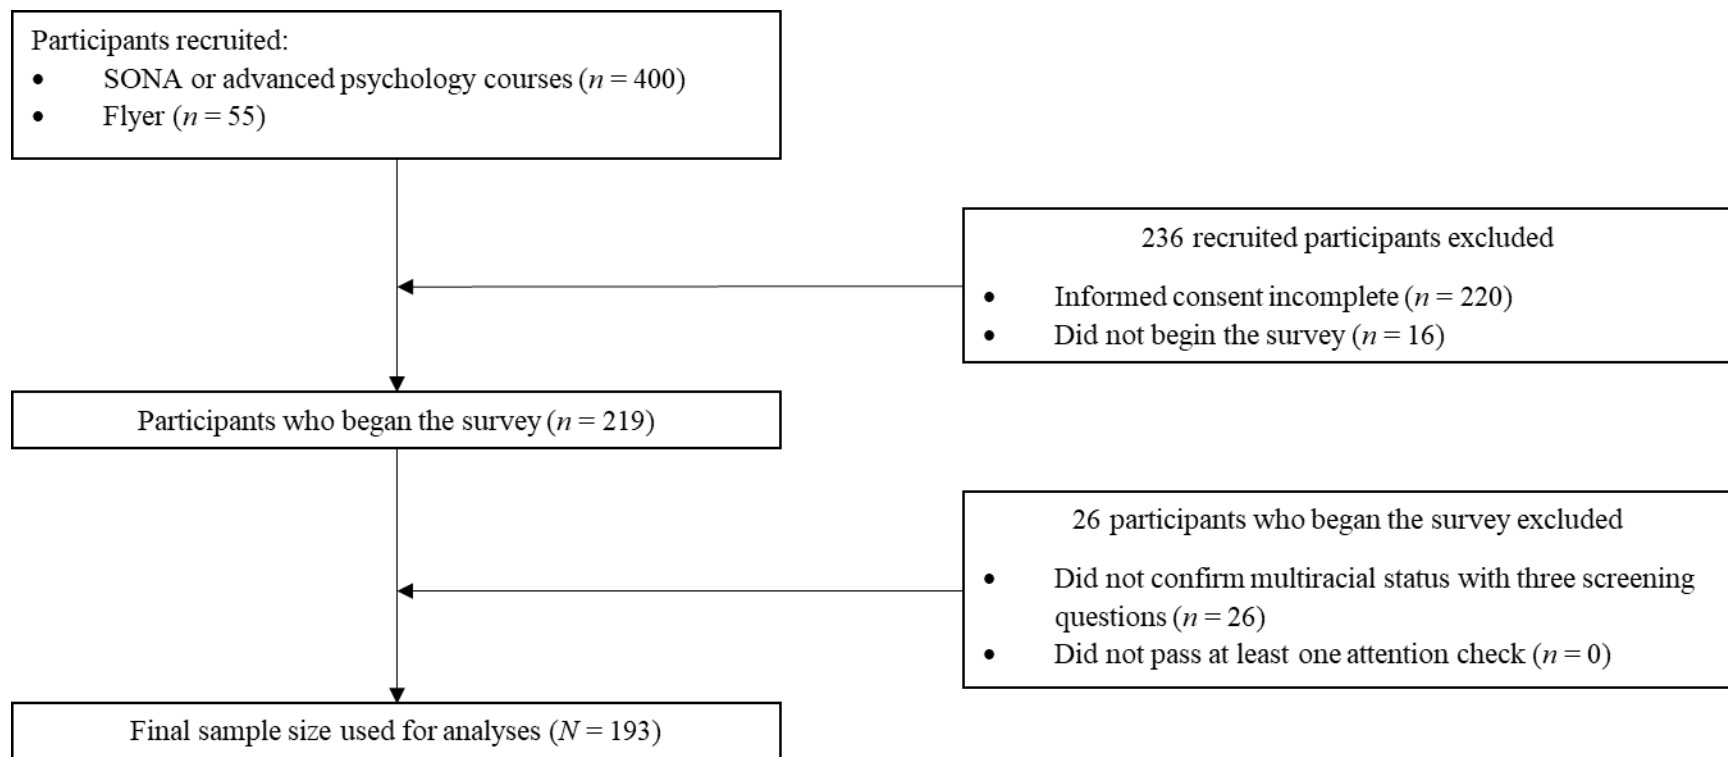 Participants recruited:
• SONA or advanced psychology courses (n = 400)
• Flyer (n = 55)
236 recruited participants excluded
• Informed consent incomplete (n = 220)
• Did not begin the survey (n = 16)
Participants who began the survey (n = 219)
26 participants who began the survey excluded
• Did not confirm multiracial status with three screening
questions (n = 26)
• Did not pass at least one attention check (n = 0)
Final sample size used for analyses (N = 193)